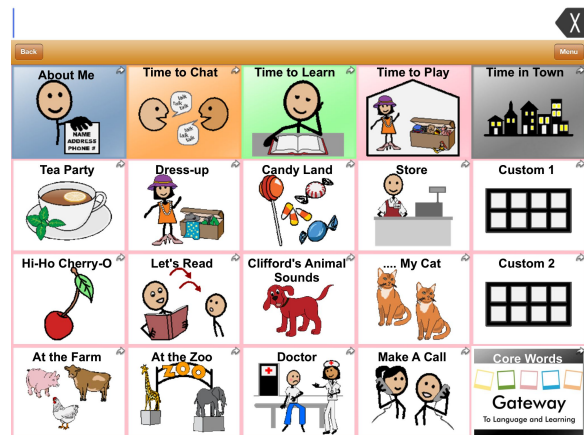 X
Back
Menu
About Me
NAME
ADDRESS
PHONE #
Time to Chat
talk
talk
talk
talk
talk
talk
Time to Learn
Time to Play
Time in Town
Tea Party
Dress-up
Candy Land
Store
Custom 1
Hi-Ho Cherry-O
Let's Read
Clifford's Animal
Sounds
.... My Cat
Custom 2
At the Farm
At the Zoo
ZOO
Doctor
Make A Call
Core Words
Gateway
To Language and Learning